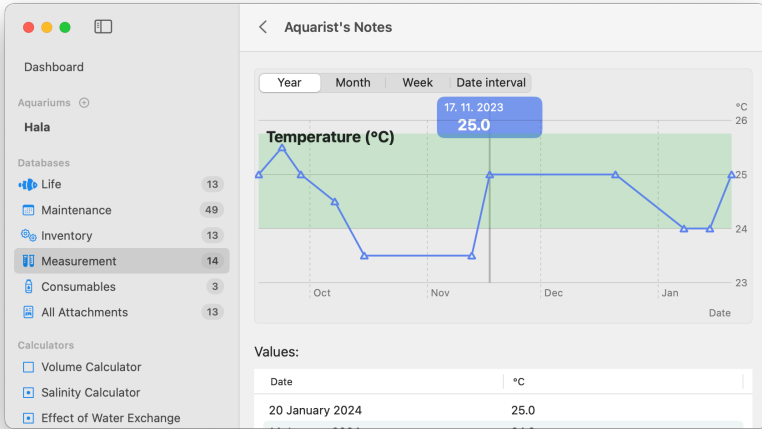 Aquarist's Notes
Dashboard
Aquariums
Hala
Databases
Life 13
Maintenance 49
Inventory 13
Measurement 14
Consumables 3
All Attachments 13
Calculators
Volume Calculator
Salinity Calculator
Effect of Water Exchange
Year Month Week Date interval
17. 11. 2023
25.0
Temperature (°C)
°C
26
25
24
23
Oct Nov Dec Jan
Date
Values:
Date °C
20 January 2024 25.0